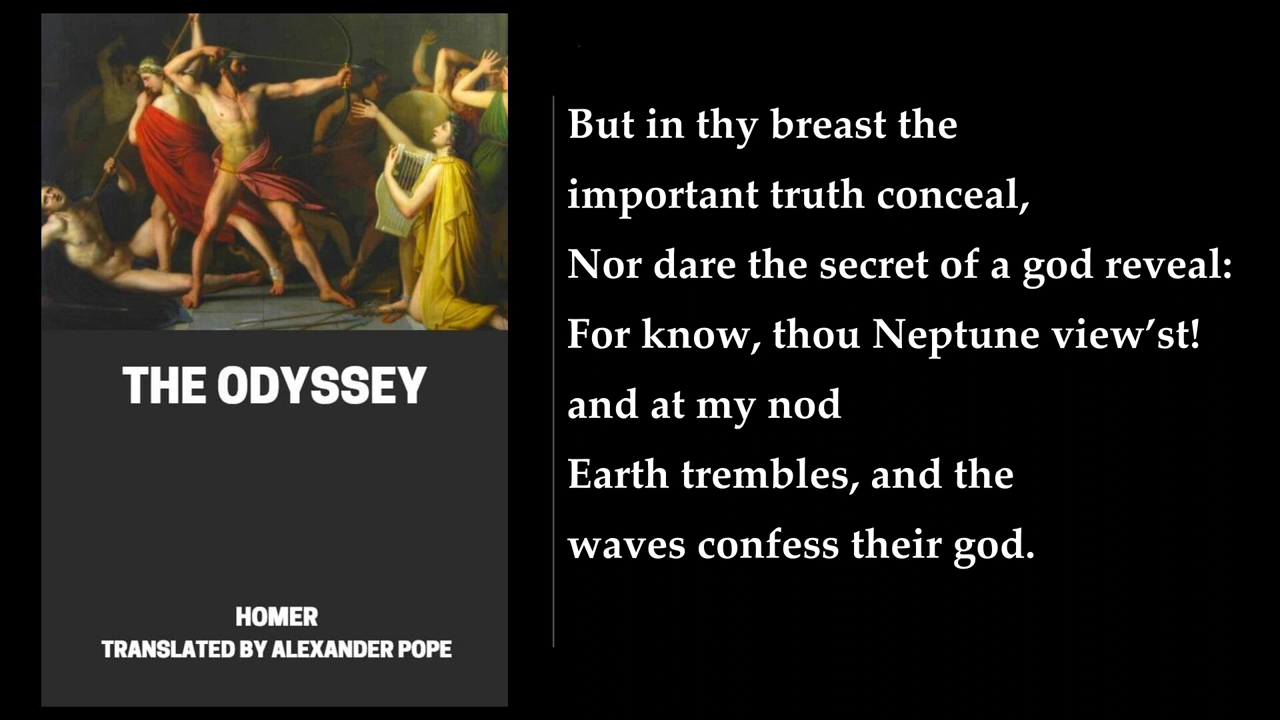 THE ODYSSEY
HOMER
TRANSLATED BY ALEXANDER POPE
But in thy breast the
important truth conceal,
Nor dare the secret of a god reveal:
For know, thou Neptune view’st!
and at my nod
Earth trembles, and the
waves confess their god.